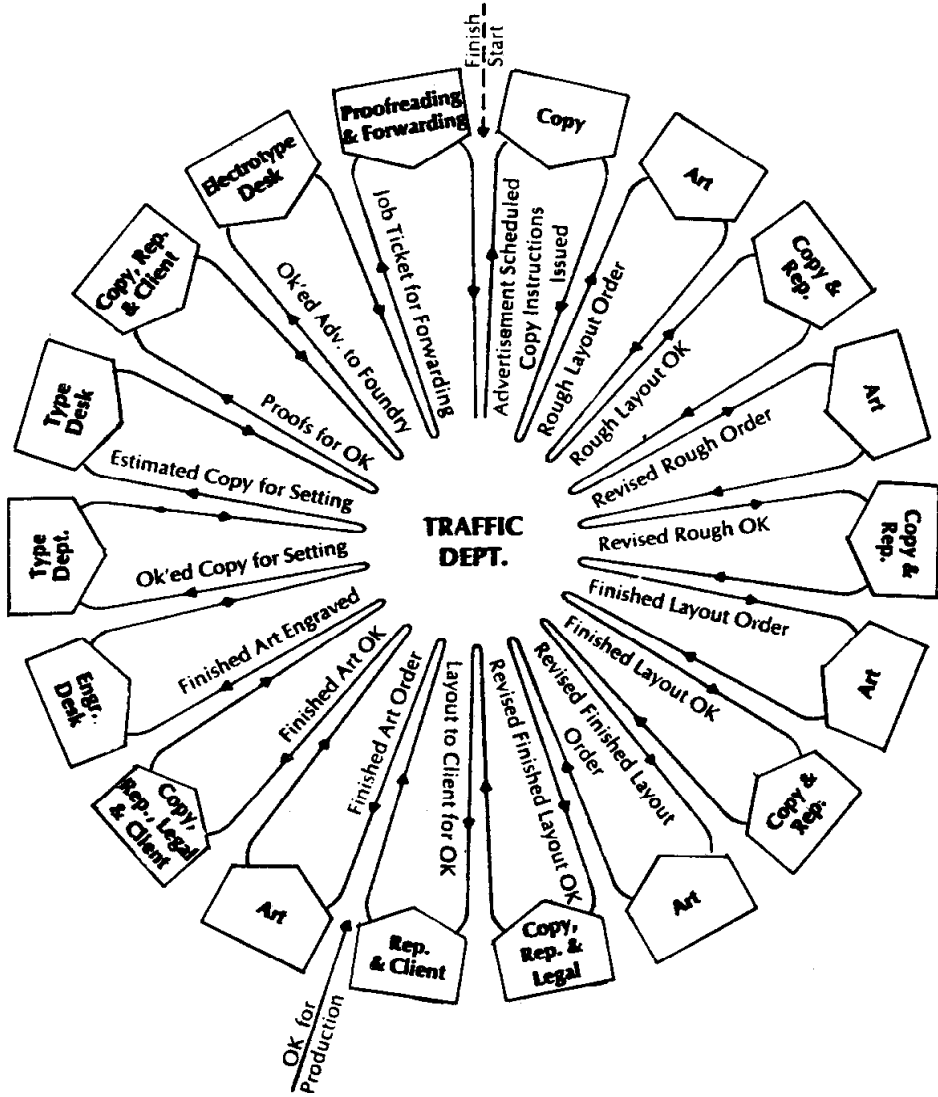 Finish
Start
Copy
Advertisement Scheduled
Copy Instructions
Issued
Art
Rough Layout Order
Copy &
Rep.
Rough Layout OK
Art
Revised Rough Order
Copy &
Rep.
Revised Rough OK
Art
Finished Layout Order
Copy &
Rep.
Finished Layout OK
Art
Revised Finished Layout
Order
Copy,
Rep. &
Legal
Revised Finished Layout OK
Rep.
& Client
Layout to Client for OK
OK for
Production
Art
Finished Art Order
Copy,
Rep., Legal
& Client
Finished Art OK
Engr.
Desk
Finished Art Engraved
Type
Dept.
Ok'ed Copy for Setting
Type
Desk
Estimated Copy for Setting
Copy, Rep.
& Client
Proofs for OK
Electrotype
Desk
Ok'ed Adv. to Foundry
Proofreading
& Forwarding
Job Ticket for Forwarding
TRAFFIC
DEPT.